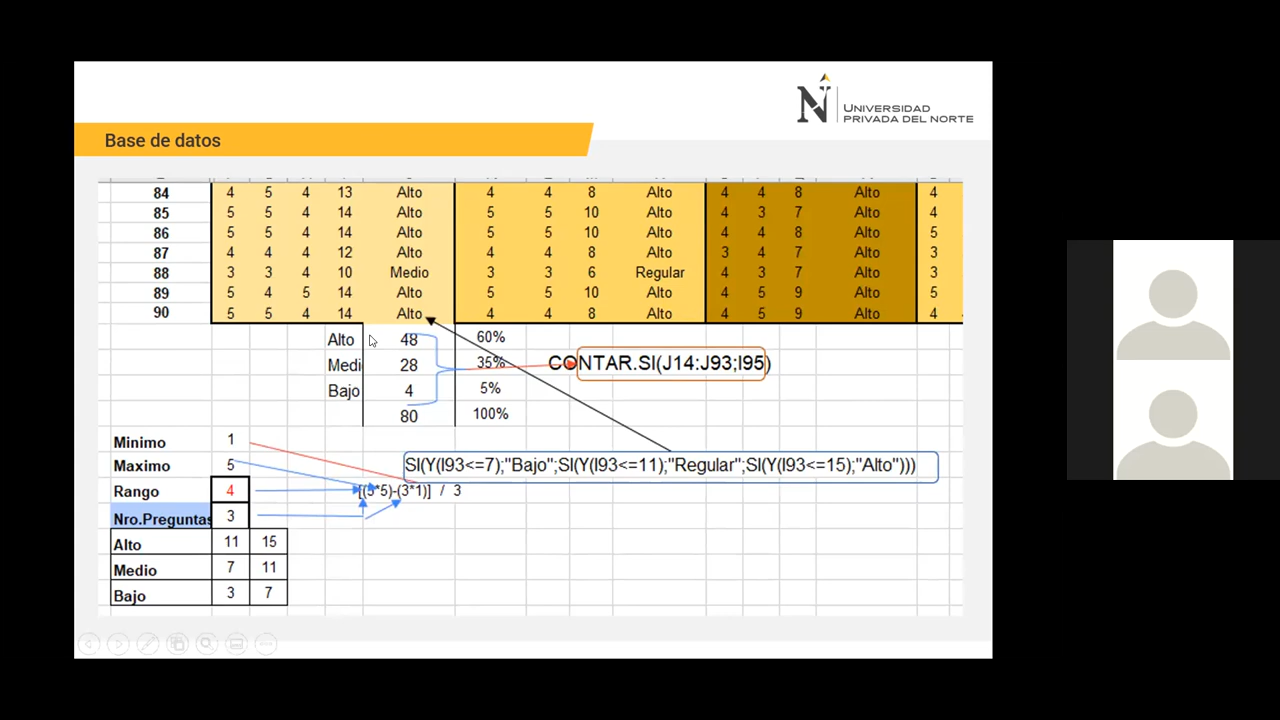 UNIVERSIDAD
PRIVADA DEL NORTE
Base de datos
84 4 5 4 13 Alto 4 4 8 Alto 4 4 8 Alto 4
85 5 5 4 14 Alto 5 5 10 Alto 4 3 7 Alto 4
86 5 5 4 14 Alto 5 5 10 Alto 4 4 8 Alto 5
87 4 4 4 12 Alto 4 4 8 Alto 3 4 7 Alto 3
88 3 3 4 10 Medio 3 3 6 Regular 4 3 7 Alto 3
89 5 4 5 14 Alto 5 5 10 Alto 4 5 9 Alto 5
90 5 5 4 14 Alto 4 4 8 Alto 4 5 9 Alto 4
Alto 48 60%
Medi 28 35% CONTAR.SI(J14:J93;I95)
Bajo 4 5%
80 100%
Minimo 1
Maximo 5 SI(Y(I93<=7);"Bajo";SI(Y(I93<=11);"Regular";SI(Y(I93<=15);"Alto")))
Rango 4 [(5*5)-(3*1)] / 3
Nro.Preguntas 3
Alto 11 15
Medio 7 11
Bajo 3 7